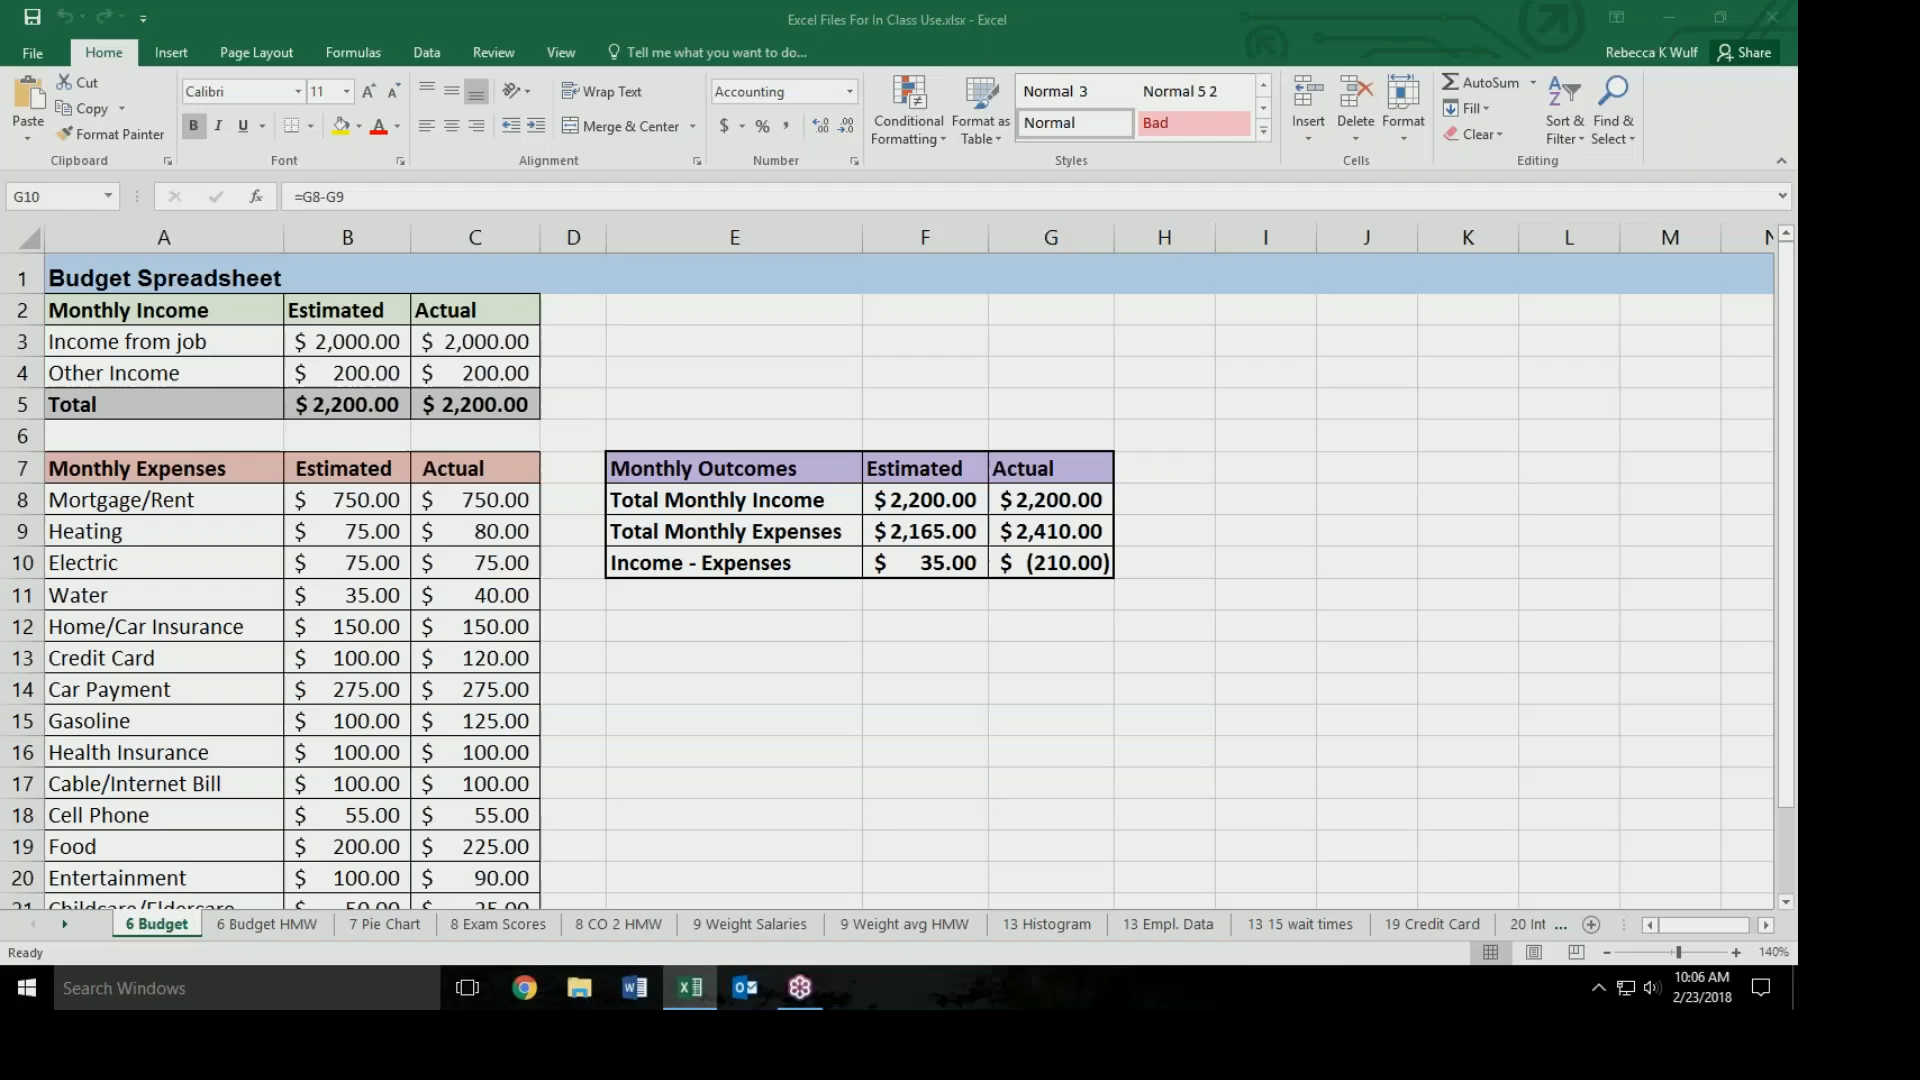 Excel Files For In Class Use.xlsx - Excel
File Home Insert Page Layout Formulas Data Review View Tell me what you want to do... Rebecca K Wulf Share
Paste Cut Copy Format Painter
Clipboard
Calibri 11
B I U A
Font
Wrap Text
Merge & Center
Alignment
Accounting
$ % ,
Number
Conditional Formatting Format as Table
Normal 3 Normal 5 2
Normal Bad
Styles
Insert Delete Format
Cells
AutoSum
Fill
Clear
Sort & Filter Find & Select
Editing
G10 fx =G8-G9
A B C D E F G H I J K L M N
1 Budget Spreadsheet
2 Monthly Income Estimated Actual
3 Income from job $ 2,000.00 $ 2,000.00
4 Other Income $ 200.00 $ 200.00
5 Total $ 2,200.00 $ 2,200.00
6
7 Monthly Expenses Estimated Actual Monthly Outcomes Estimated Actual
8 Mortgage/Rent $ 750.00 $ 750.00 Total Monthly Income $ 2,200.00 $ 2,200.00
9 Heating $ 75.00 $ 80.00 Total Monthly Expenses $ 2,165.00 $ 2,410.00
10 Electric $ 75.00 $ 75.00 Income - Expenses $ 35.00 $ (210.00)
11 Water $ 35.00 $ 40.00
12 Home/Car Insurance $ 150.00 $ 150.00
13 Credit Card $ 100.00 $ 120.00
14 Car Payment $ 275.00 $ 275.00
15 Gasoline $ 100.00 $ 125.00
16 Health Insurance $ 100.00 $ 100.00
17 Cable/Internet Bill $ 100.00 $ 100.00
18 Cell Phone $ 55.00 $ 55.00
19 Food $ 200.00 $ 225.00
20 Entertainment $ 100.00 $ 90.00
6 Budget 6 Budget HMW 7 Pie Chart 8 Exam Scores 8 CO 2 HMW 9 Weight Salaries 9 Weight avg HMW 13 Histogram 13 Empl. Data 13 15 wait times 19 Credit Card 20 Int ...
Ready 140%
Search Windows
10:06 AM
2/23/2018